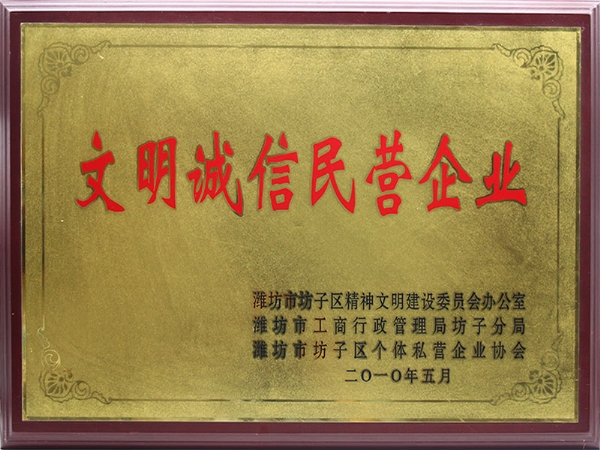 文明诚信民营企业
潍坊市坊子区精神文明建设委员会办公室
潍坊市工商行政管理局坊子分局
潍坊市坊子区个体私营企业协会
二〇一〇年五月